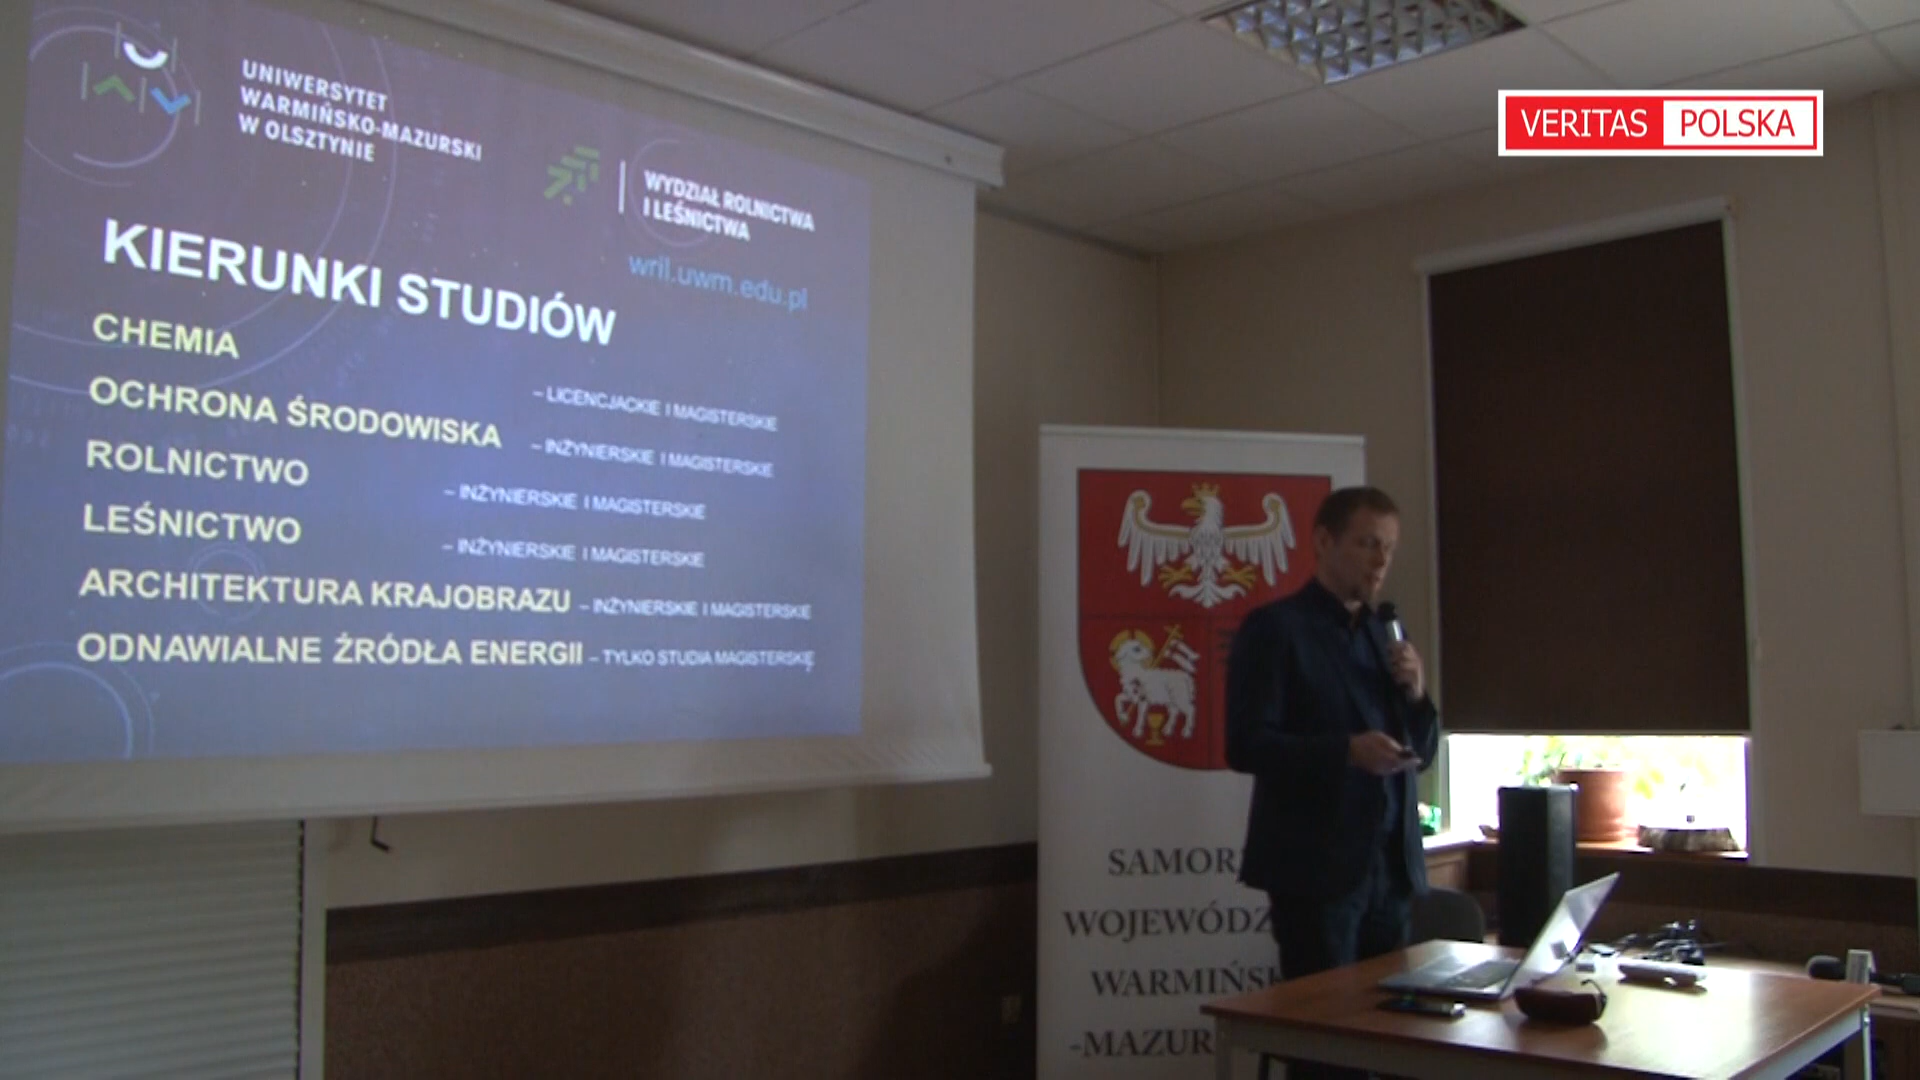 UNIWERSYTET
WARMIŃSKO-MAZURSKI
W OLSZTYNIE
WYDZIAŁ ROLNICTWA
I LEŚNICTWA
wril.uwm.edu.pl
KIERUNKI STUDIÓW
CHEMIA
– LICENCJACKIE I MAGISTERSKIE
OCHRONA ŚRODOWISKA
– INŻYNIERSKIE I MAGISTERSKIE
ROLNICTWO
– INŻYNIERSKIE I MAGISTERSKIE
LEŚNICTWO
– INŻYNIERSKIE I MAGISTERSKIE
ARCHITEKTURA KRAJOBRAZU – INŻYNIERSKIE I MAGISTERSKIE
ODNAWIALNE ŹRÓDŁA ENERGII – TYLKO STUDIA MAGISTERSKIE
VERITAS POLSKA
SAMOR
WOJEWÓDZ
WARMIŃSK
-MAZUR